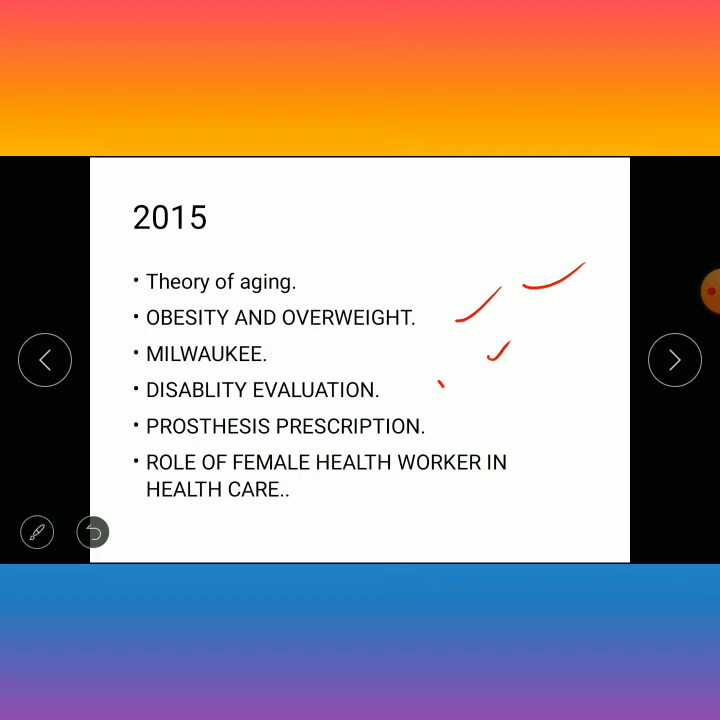 2015
• Theory of aging.
• OBESITY AND OVERWEIGHT.
• MILWAUKEE.
• DISABLITY EVALUATION.
• PROSTHESIS PRESCRIPTION.
• ROLE OF FEMALE HEALTH WORKER IN
HEALTH CARE..